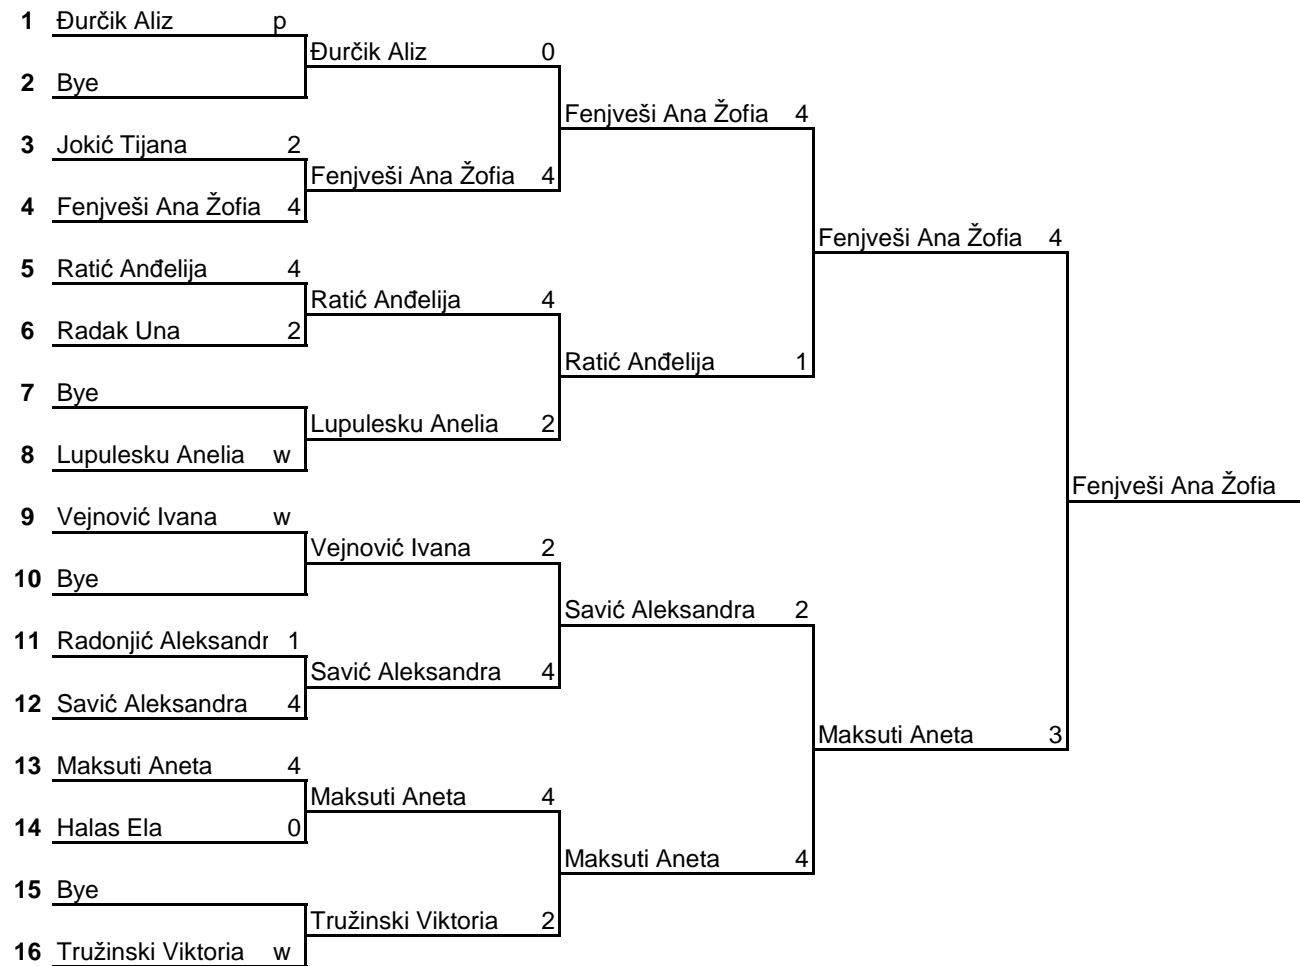 1 Đurčik Aliz p
Đurčik Aliz 0
2 Bye
Fenjveši Ana Žofia 4
3 Jokić Tijana 2
Fenjveši Ana Žofia 4
4 Fenjveši Ana Žofia 4
Fenjveši Ana Žofia 4
5 Ratić Anđelija 4
Ratić Anđelija 4
6 Radak Una 2
Ratić Anđelija 1
7 Bye
Lupulesku Anelia 2
8 Lupulesku Anelia w
Fenjveši Ana Žofia
9 Vejnović Ivana w
Vejnović Ivana 2
10 Bye
Savić Aleksandra 2
11 Radonjić Aleksandr 1
Savić Aleksandra 4
12 Savić Aleksandra 4
Maksuti Aneta 3
13 Maksuti Aneta 4
Maksuti Aneta 4
14 Halas Ela 0
Maksuti Aneta 4
15 Bye
Tružinski Viktoria 2
16 Tružinski Viktoria w